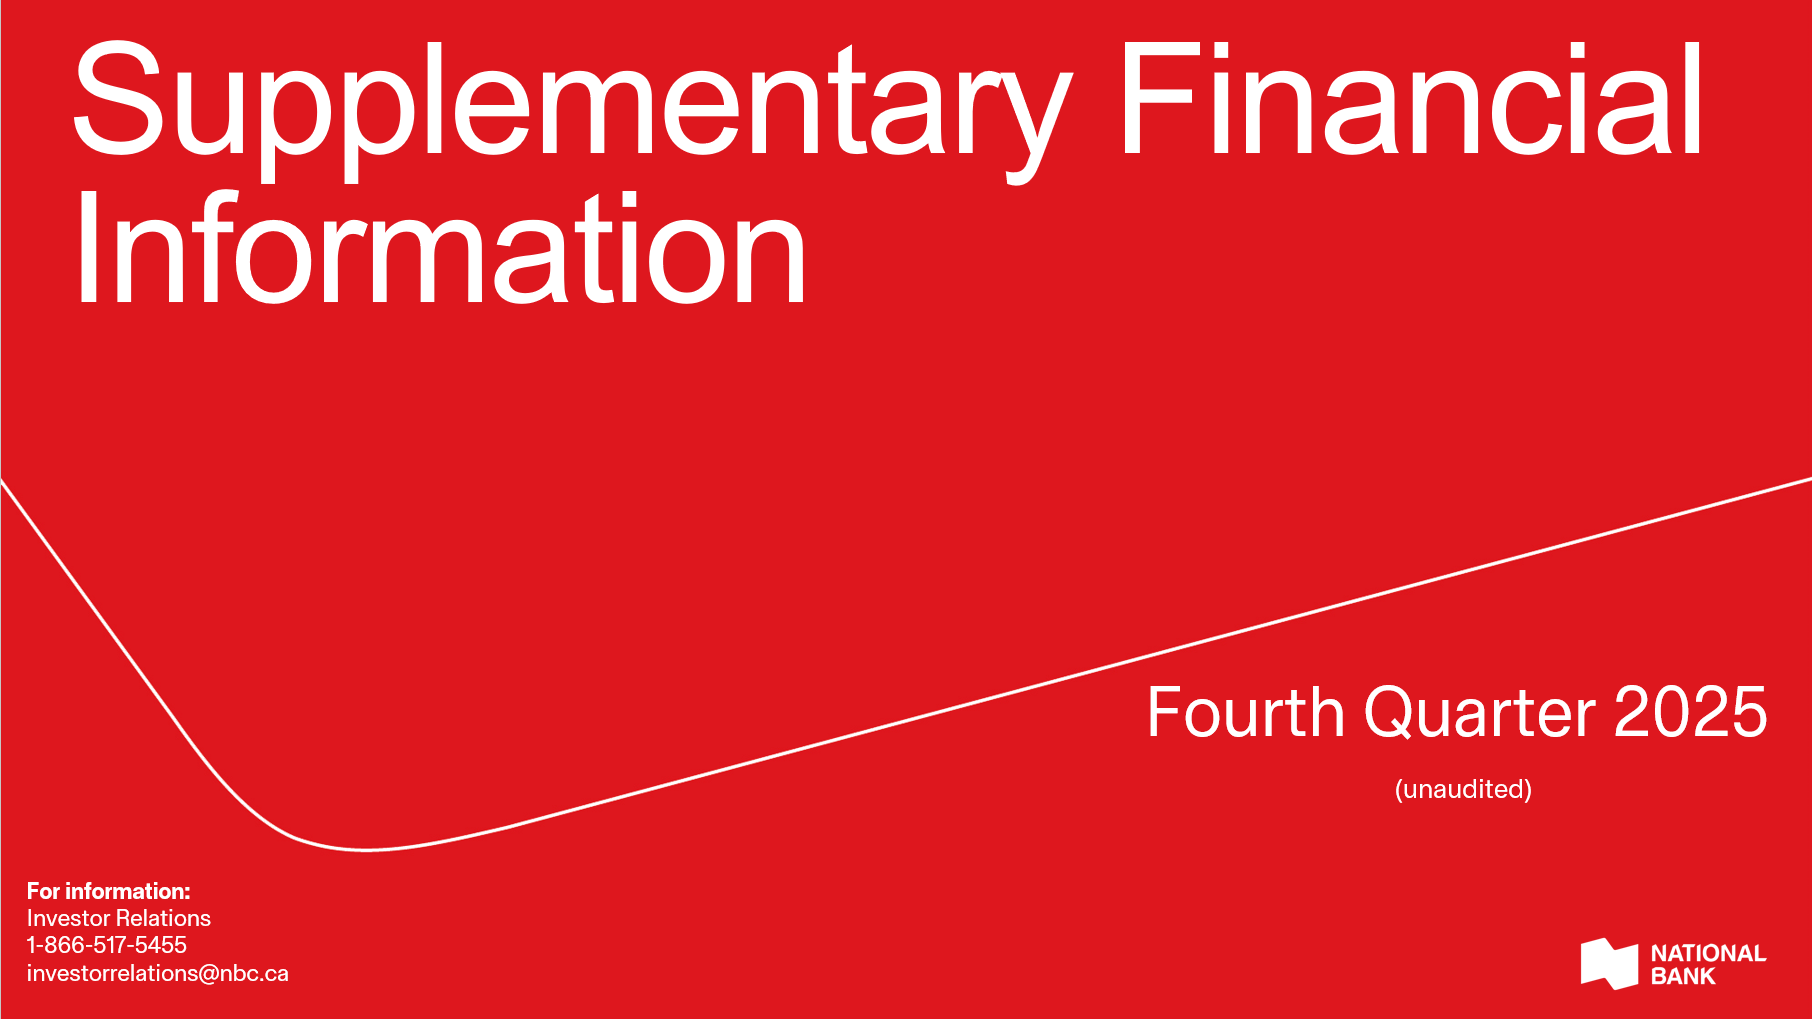 Supplementary Financial
Information
Fourth Quarter 2025
(unaudited)
For information:
Investor Relations
1-866-517-5455
investorrelations@nbc.ca
NATIONAL
BANK